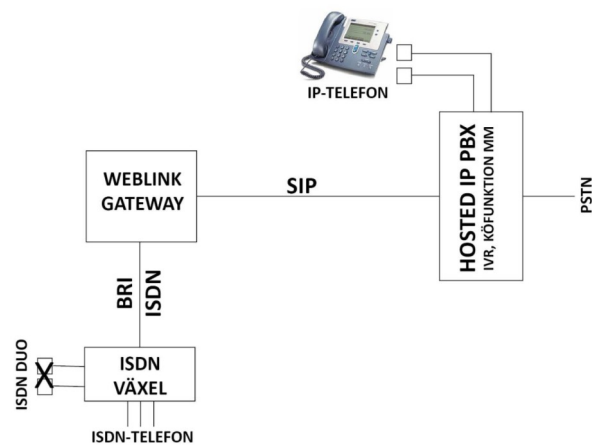 IP-TELEFON
WEBLINK
GATEWAY
SIP
HOSTED IP PBX
IVR, KÖFUNKTION MM
PSTN
BRI
ISDN
ISDN DUO
ISDN
VÄXEL
ISDN-TELEFON